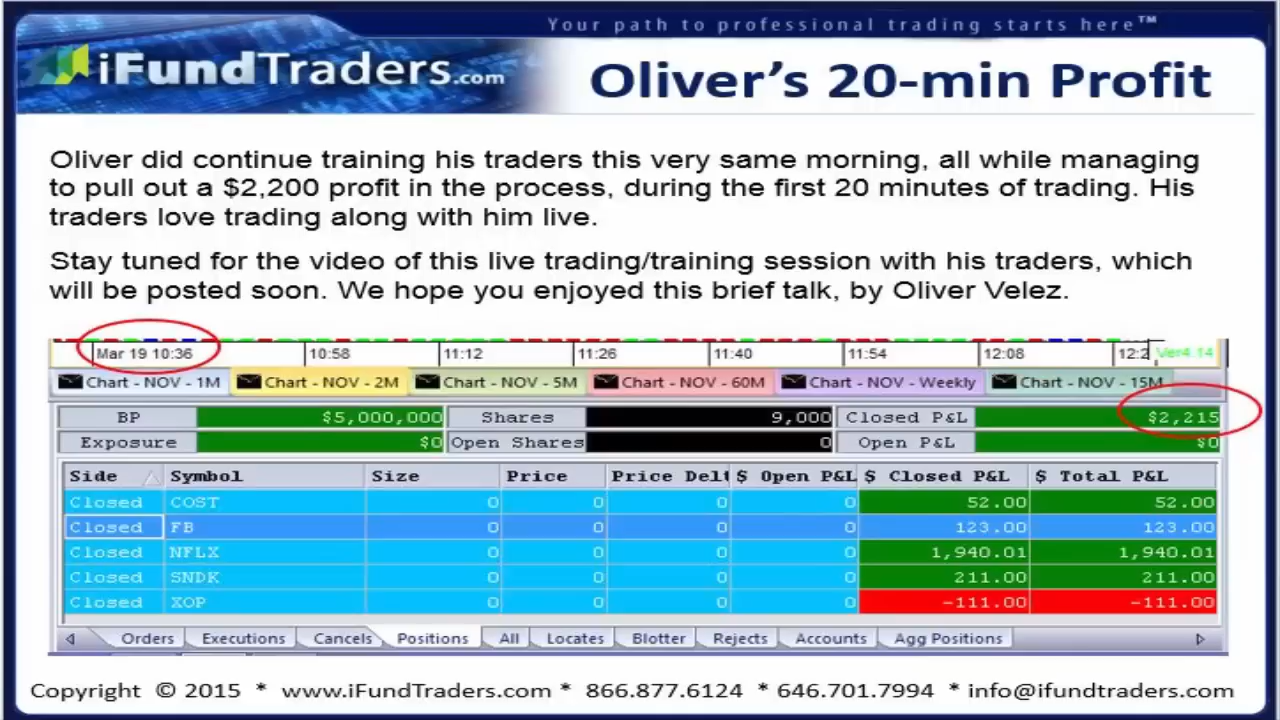 Your path to professional trading starts here™
iFundTraders.com
Oliver's 20-min Profit
Oliver did continue training his traders this very same morning, all while managing
to pull out a $2,200 profit in the process, during the first 20 minutes of trading. His
traders love trading along with him live.
Stay tuned for the video of this live trading/training session with his traders, which
will be posted soon. We hope you enjoyed this brief talk, by Oliver Velez.
Mar 19 10:36 10:58 11:12 11:26 11:40 11:54 12:08 12:2 Ver4.14
Chart - NOV - 1M Chart - NOV - 2M Chart - NOV - 5M Chart - NOV - 60M Chart - NOV - Weekly Chart - NOV - 15M
BP $5,000,000 Shares 9,000 Closed P&L $2,215
Exposure $0 Open Shares 0 Open P&L $0
Side Symbol Size Price Price Delt $ Open P&L $ Closed P&L $ Total P&L
Closed COST 0 0 0 0 52.00 52.00
Closed FB 0 0 0 0 123.00 123.00
Closed NFLX 0 0 0 0 1,940.01 1,940.01
Closed SNDK 0 0 0 0 211.00 211.00
Closed XOP 0 0 0 0 -111.00 -111.00
Orders Executions Cancels Positions All Locates Blotter Rejects Accounts Agg Positions
Copyright © 2015 * www.iFundTraders.com * 866.877.6124 * 646.701.7994 * info@ifundtraders.com